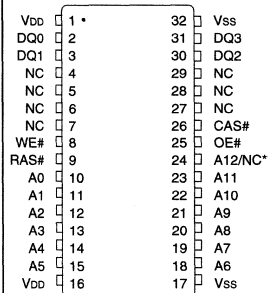 VDD 1 • 32 VSS
DQ0 2 31 DQ3
DQ1 3 30 DQ2
NC 4 29 NC
NC 5 28 NC
NC 6 27 NC
NC 7 26 CAS#
WE# 8 25 OE#
RAS# 9 24 A12/NC*
A0 10 23 A11
A1 11 22 A10
A2 12 21 A9
A3 13 20 A8
A4 14 19 A7
A5 15 18 A6
VDD 16 17 VSS